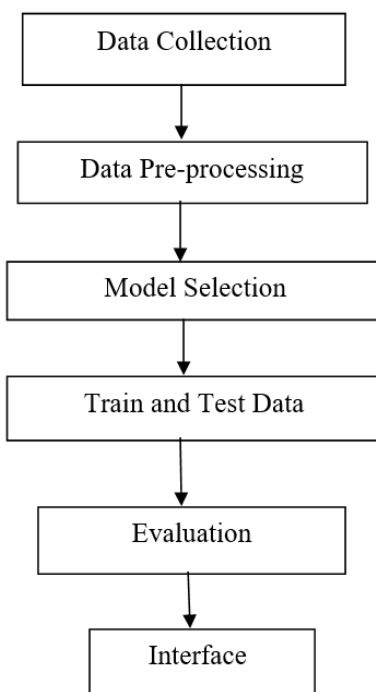 Data Collection
Data Pre-processing
Model Selection
Train and Test Data
Evaluation
Interface